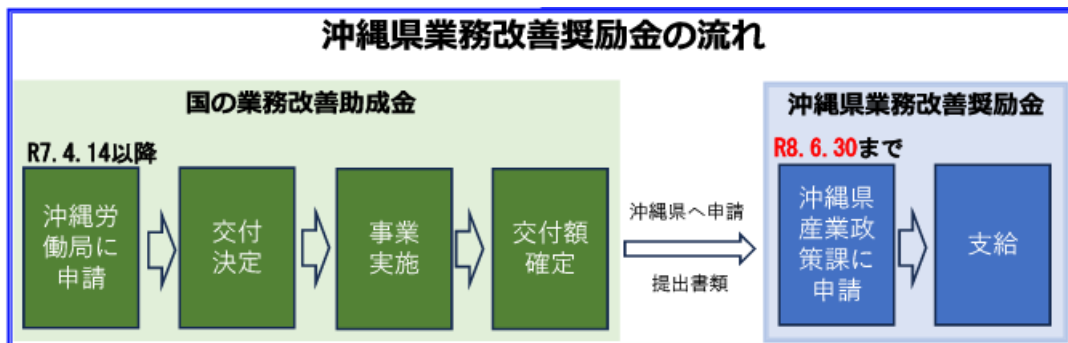 沖縄県業務改善奨励金の流れ
国の業務改善助成金
R7.4.14以降
沖縄労
働局に
申請
交付
決定
事業
実施
交付額
確定
沖縄県へ申請
提出書類
沖縄県業務改善奨励金
R8.6.30まで
沖縄県
産業政
策課に
申請
支給